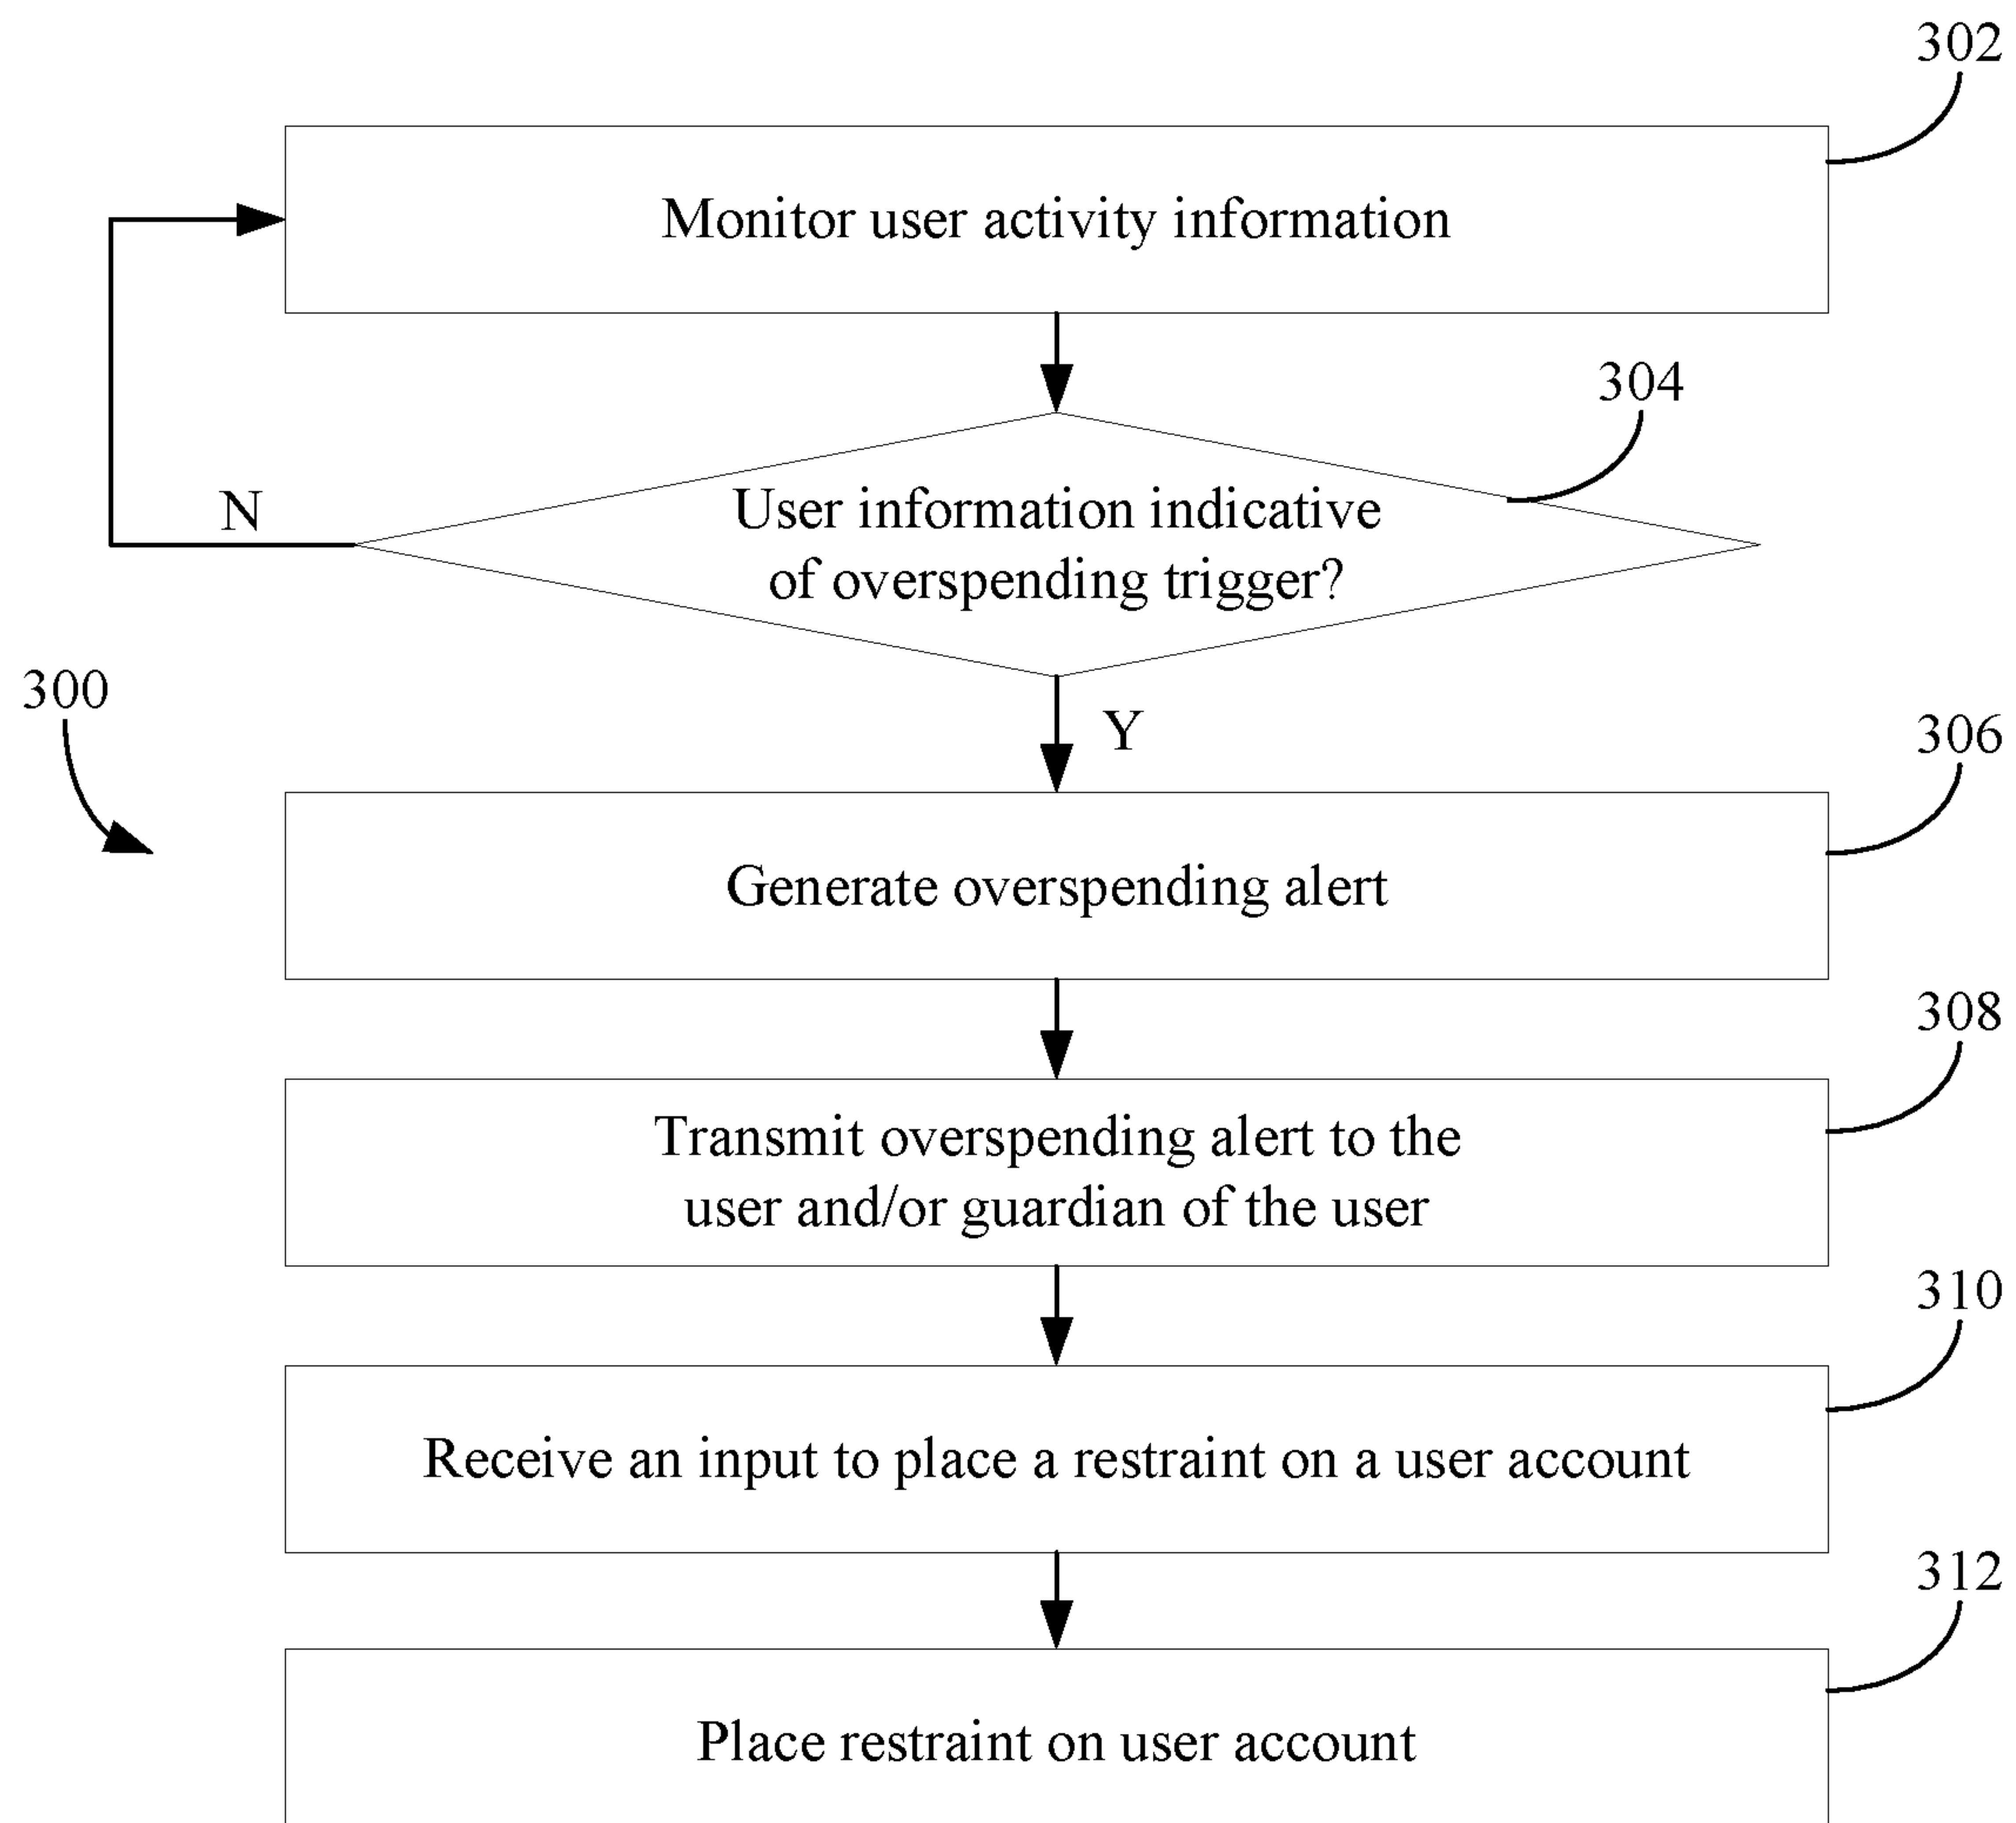 302
Monitor user activity information
304
User information indicative
of overspending trigger?
N
300
Y
306
Generate overspending alert
308
Transmit overspending alert to the
user and/or guardian of the user
310
Receive an input to place a restraint on a user account
312
Place restraint on user account